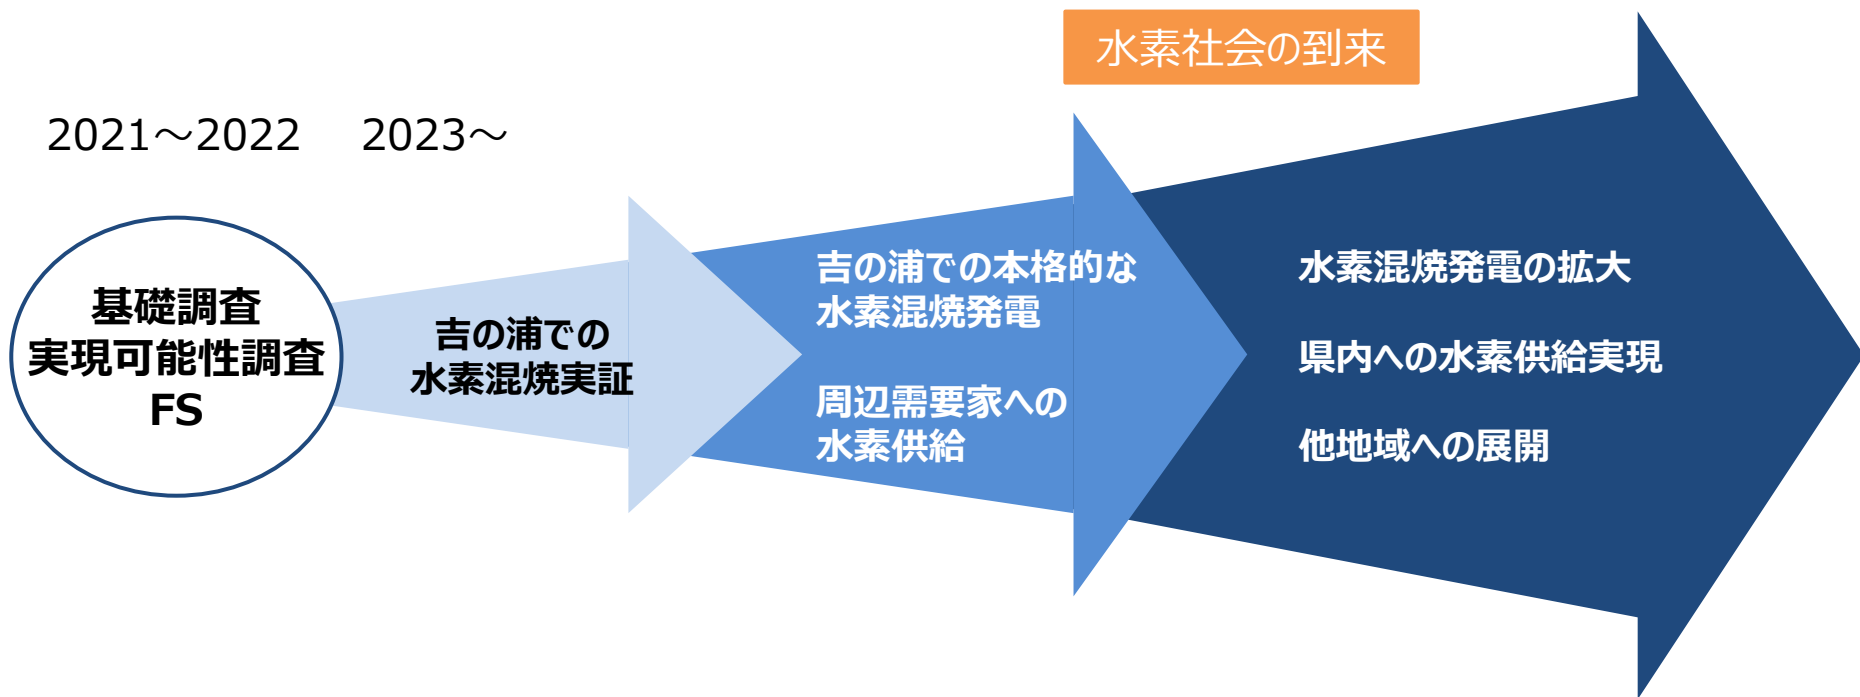 水素社会の到来
2021～2022
2023～
基礎調査
実現可能性調査
FS
吉の浦での
水素混焼実証
吉の浦での本格的な
水素混焼発電
周辺需要家への
水素供給
水素混焼発電の拡大
県内への水素供給実現
他地域への展開